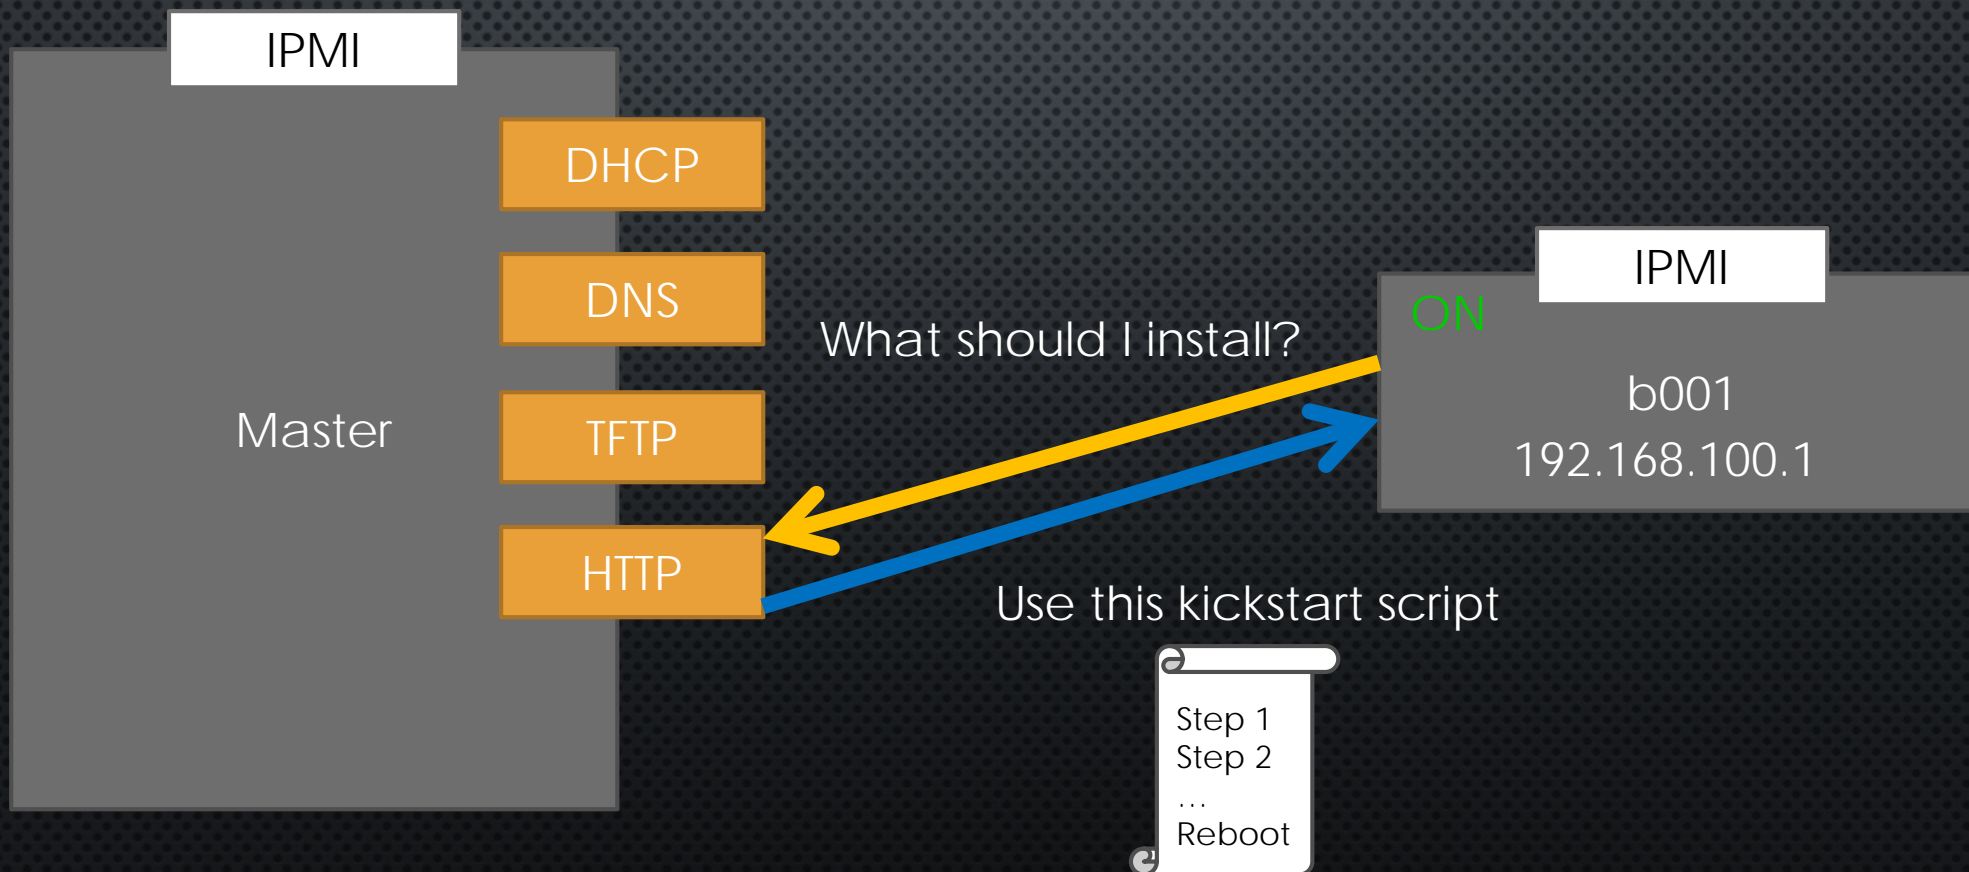 IPMI
DHCP
DNS
TFTP
HTTP
Master
What should I install?
IPMI
ON
b001
192.168.100.1
Use this kickstart script
Step 1
Step 2
…
Reboot